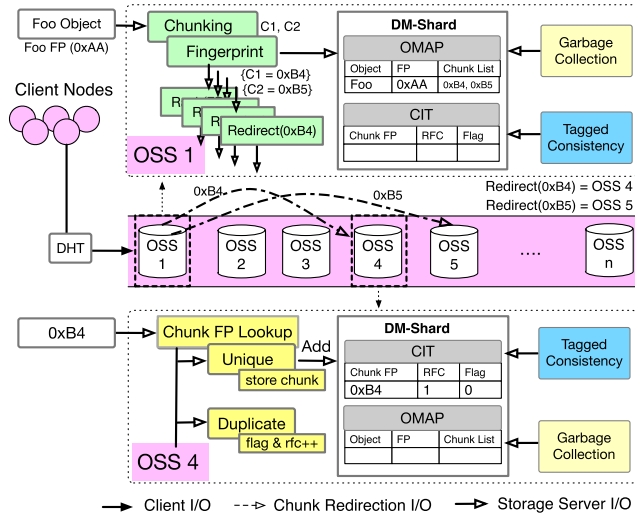 Foo Object
Foo FP (0xAA)
Chunking
C1, C2
Fingerprint
{C1 = 0xB4}
{C2 = 0xB5}
Redirect(0xB4)
OSS 1
Client Nodes
DM-Shard
OMAP
Object FP Chunk List
Foo 0xAA 0xB4, 0xB5
CIT
Chunk FP RFC Flag
Garbage
Collection
Tagged
Consistency
0xB4
0xB5
Redirect(0xB4) = OSS 4
Redirect(0xB5) = OSS 5
DHT
OSS
1
OSS
2
OSS
3
OSS
4
OSS
5
....
OSS
n
0xB4
Chunk FP Lookup
Unique
store chunk
Add
Duplicate
flag & rfc++
OSS 4
DM-Shard
CIT
Chunk FP RFC Flag
0xB4 1 0
OMAP
Object FP Chunk List
Tagged
Consistency
Garbage
Collection
Client I/O
Chunk Redirection I/O
Storage Server I/O